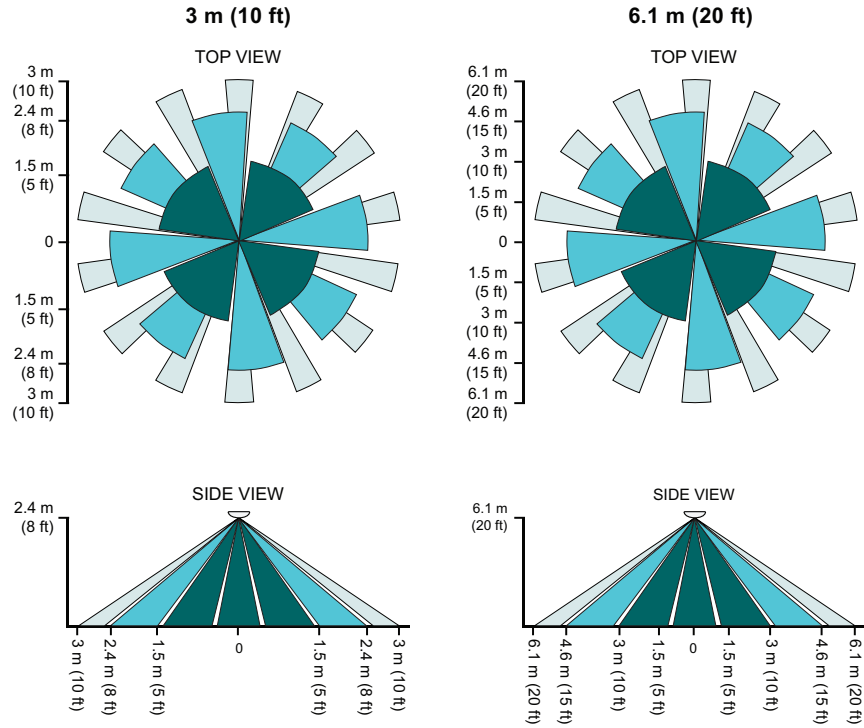 3 m (10 ft)
TOP VIEW
3 m
(10 ft)
2.4 m
(8 ft)
1.5 m
(5 ft)
0
1.5 m
(5 ft)
2.4 m
(8 ft)
3 m
(10 ft)
SIDE VIEW
2.4 m
(8 ft)
3 m (10 ft)
2.4 m (8 ft)
1.5 m (5 ft)
0
1.5 m (5 ft)
2.4 m (8 ft)
3 m (10 ft)
6.1 m (20 ft)
TOP VIEW
6.1 m
(20 ft)
4.6 m
(15 ft)
3 m
(10 ft)
1.5 m
(5 ft)
0
1.5 m
(5 ft)
3 m
(10 ft)
4.6 m
(15 ft)
6.1 m
(20 ft)
SIDE VIEW
6.1 m
(20 ft)
6.1 m (20 ft)
4.6 m (15 ft)
3 m (10 ft)
1.5 m (5 ft)
0
1.5 m (5 ft)
3 m (10 ft)
4.6 m (15 ft)
6.1 m (20 ft)